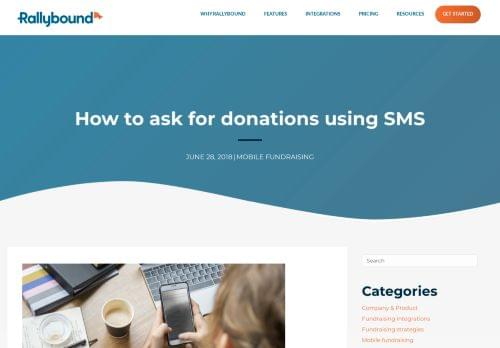 Rallybound
WHY RALLYBOUND
FEATURES
INTEGRATIONS
PRICING
RESOURCES
GET STARTED
How to ask for donations using SMS
JUNE 28, 2018 | MOBILE FUNDRAISING
Search
Categories
Company & Product
Fundraising integrations
Fundraising strategies
Mobile fundraising